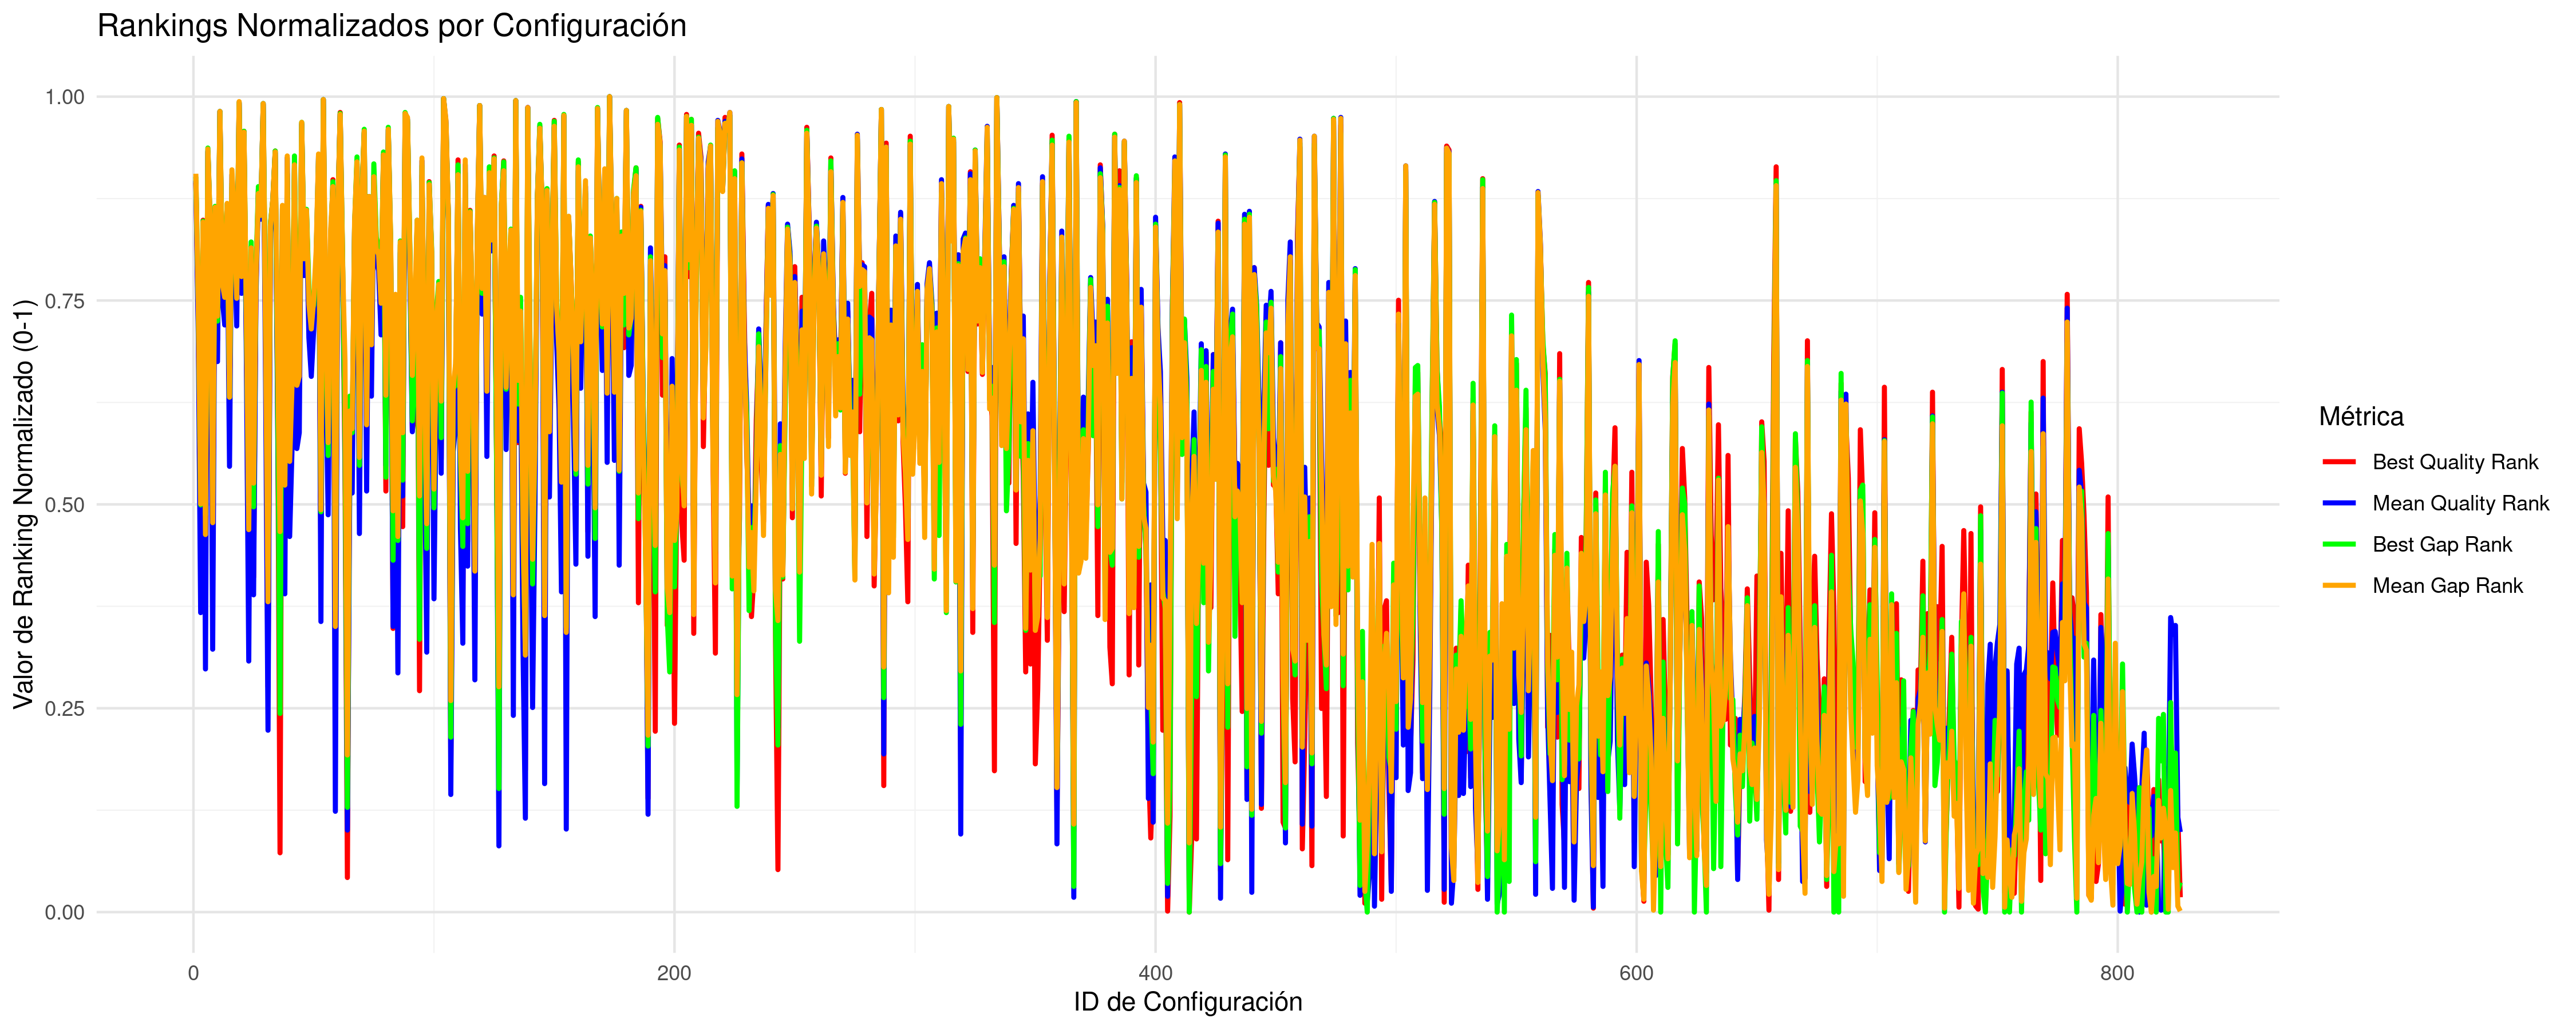 Rankings Normalizados por Configuración
Valor de Ranking Normalizado (0-1)
1.00
0.75
0.50
0.25
0.00
0
200
400
600
800
ID de Configuración
Métrica
Best Quality Rank
Mean Quality Rank
Best Gap Rank
Mean Gap Rank